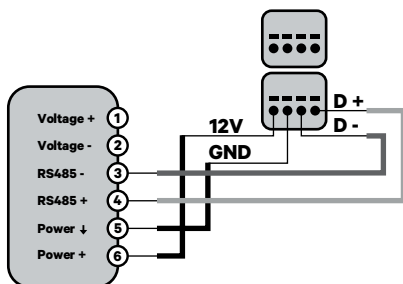 D +
12V
D -
GND
Voltage + 1
Voltage - 2
RS485 - 3
RS485 + 4
Power ↓ 5
Power + 6